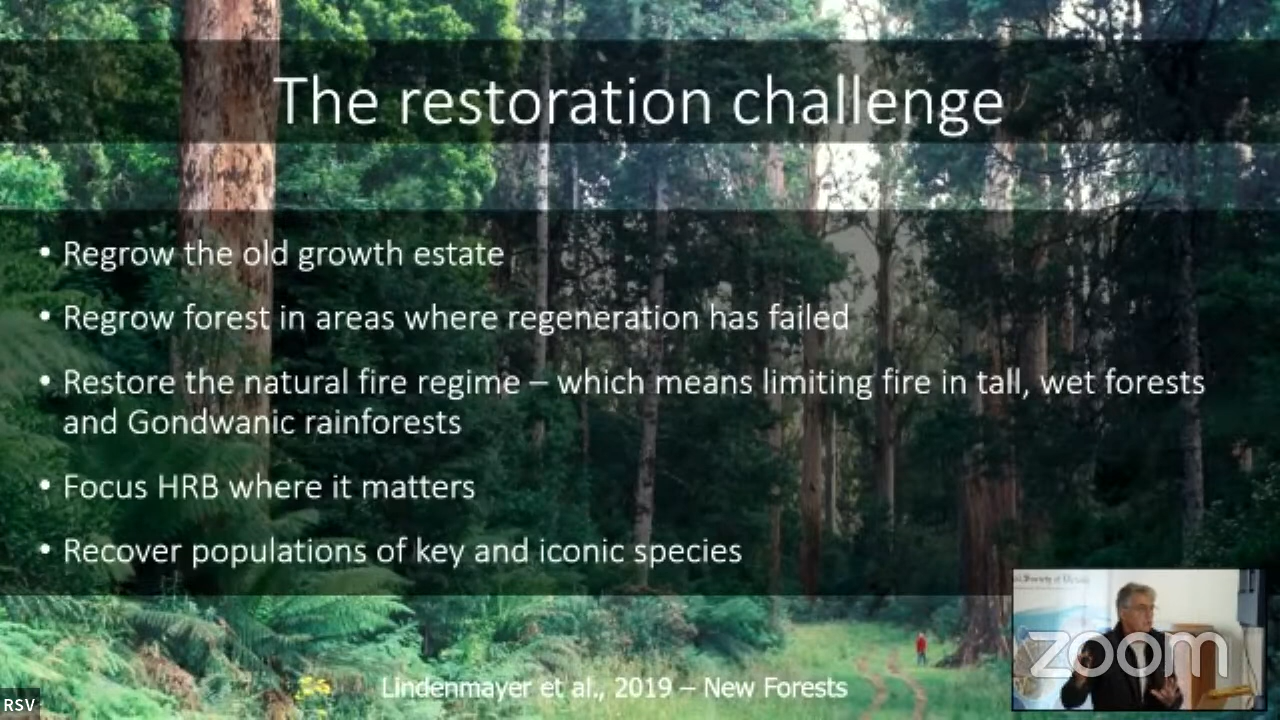 The restoration challenge
• Regrow the old growth estate
• Regrow forest in areas where regeneration has failed
• Restore the natural fire regime – which means limiting fire in tall, wet forests
and Gondwanic rainforests
• Focus HRB where it matters
• Recover populations of key and iconic species
Lindenmayer et al., 2019 – New Forests
Society of
zoom
RSV